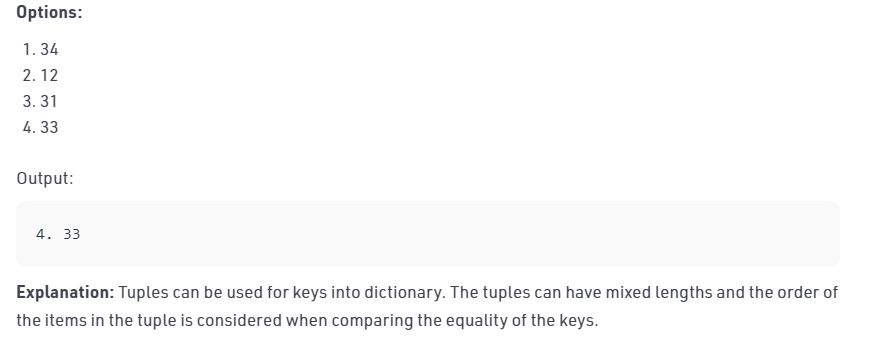 Options:
1. 34
2. 12
3. 31
4. 33
Output:
4. 33
Explanation: Tuples can be used for keys into dictionary. The tuples can have mixed lengths and the order of
the items in the tuple is considered when comparing the equality of the keys.